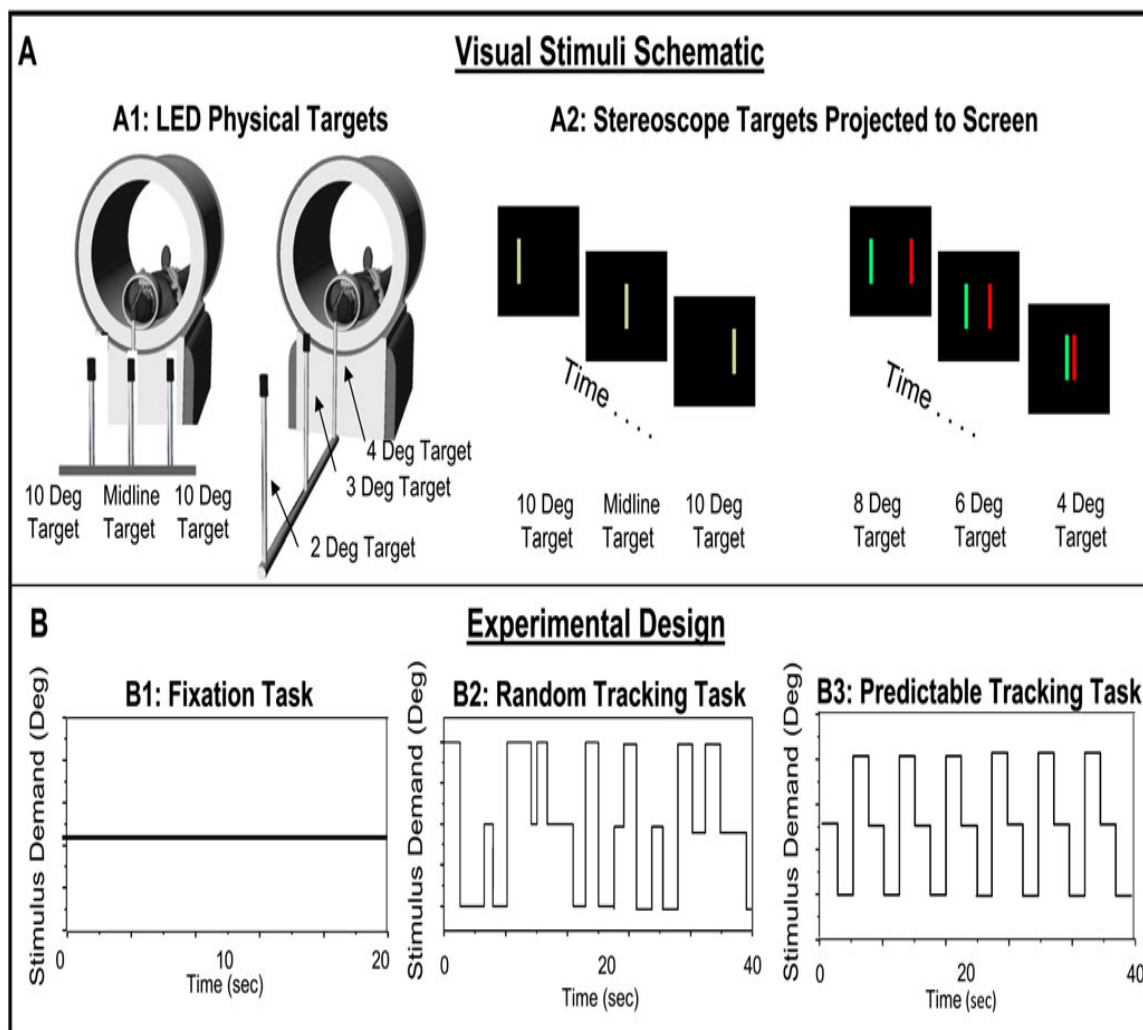 A
Visual Stimuli Schematic
A1: LED Physical Targets
A2: Stereoscope Targets Projected to Screen
Time . . . .
Time . . . .
4 Deg Target
3 Deg Target
2 Deg Target
10 Deg Target
Midline Target
10 Deg Target
10 Deg Target
Midline Target
10 Deg Target
8 Deg Target
6 Deg Target
4 Deg Target
B
Experimental Design
B1: Fixation Task
Stimulus Demand (Deg)
0 10 20
Time (sec)
B2: Random Tracking Task
Stimulus Demand (Deg)
0 20 40
Time (sec)
B3: Predictable Tracking Task
Stimulus Demand (Deg)
0 20 40
Time (sec)